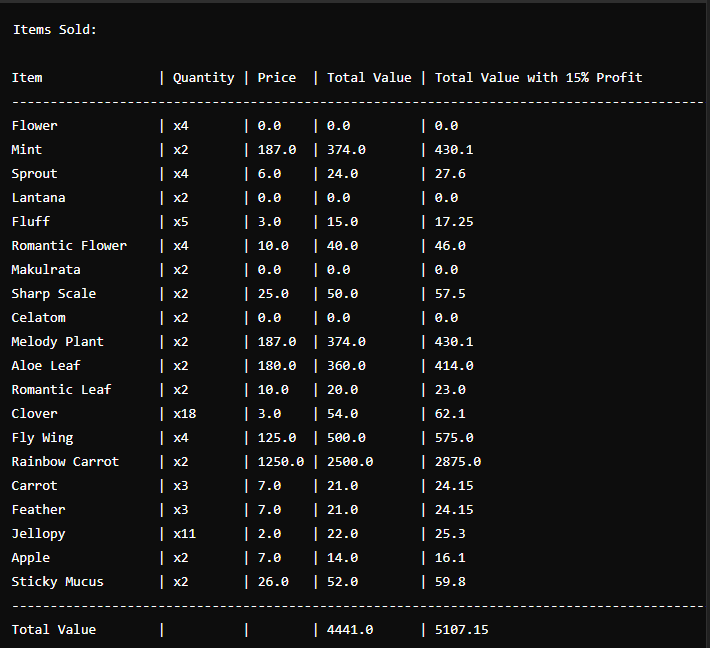 Items Sold:
Item | Quantity | Price | Total Value | Total Value with 15% Profit
------------------------------------------------------------------------------------------
Flower | x4 | 0.0 | 0.0 | 0.0
Mint | x2 | 187.0 | 374.0 | 430.1
Sprout | x4 | 6.0 | 24.0 | 27.6
Lantana | x2 | 0.0 | 0.0 | 0.0
Fluff | x5 | 3.0 | 15.0 | 17.25
Romantic Flower | x4 | 10.0 | 40.0 | 46.0
Makulrata | x2 | 0.0 | 0.0 | 0.0
Sharp Scale | x2 | 25.0 | 50.0 | 57.5
Celatom | x2 | 0.0 | 0.0 | 0.0
Melody Plant | x2 | 187.0 | 374.0 | 430.1
Aloe Leaf | x2 | 180.0 | 360.0 | 414.0
Romantic Leaf | x2 | 10.0 | 20.0 | 23.0
Clover | x18 | 3.0 | 54.0 | 62.1
Fly Wing | x4 | 125.0 | 500.0 | 575.0
Rainbow Carrot | x2 | 1250.0 | 2500.0 | 2875.0
Carrot | x3 | 7.0 | 21.0 | 24.15
Feather | x3 | 7.0 | 21.0 | 24.15
Jellopy | x11 | 2.0 | 22.0 | 25.3
Apple | x2 | 7.0 | 14.0 | 16.1
Sticky Mucus | x2 | 26.0 | 52.0 | 59.8
------------------------------------------------------------------------------------------
Total Value | | | 4441.0 | 5107.15